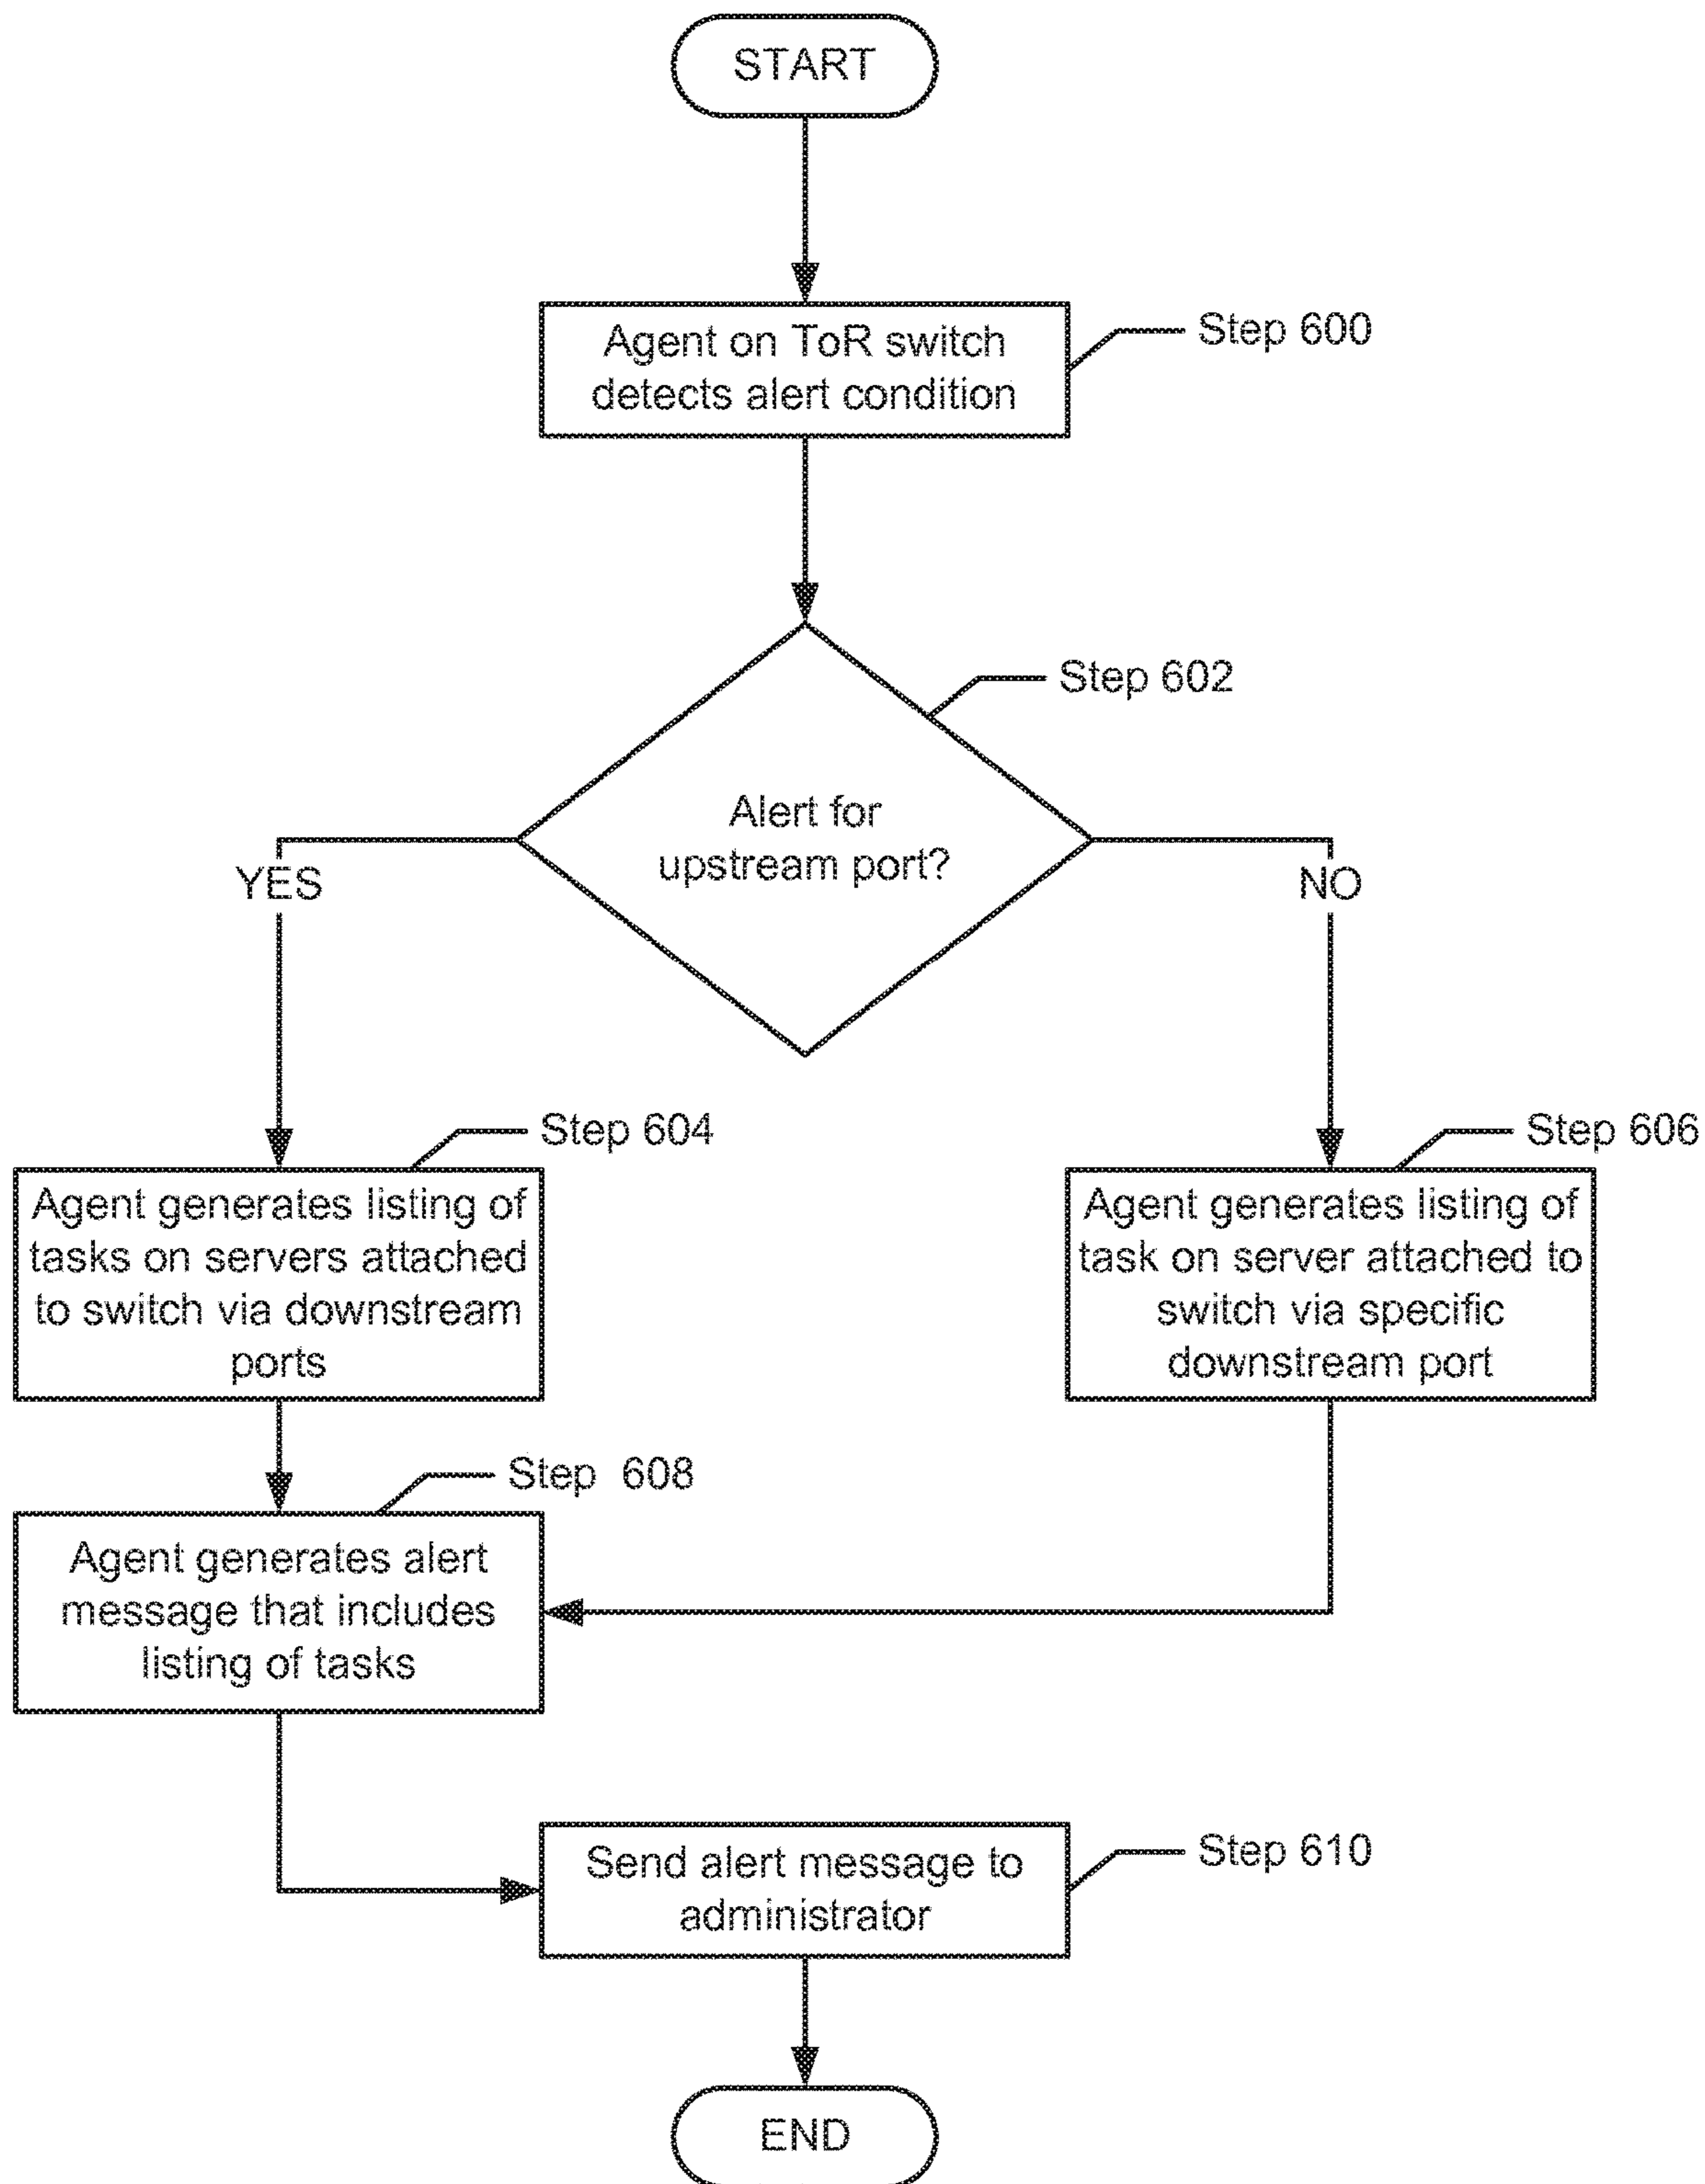 START
Agent on ToR switch
detects alert condition
Step 600
Step 602
Alert for
upstream port?
YES
NO
Step 604
Agent generates listing of
tasks on servers attached
to switch via downstream
ports
Step 606
Agent generates listing of
task on server attached to
switch via specific
downstream port
Step 608
Agent generates alert
message that includes
listing of tasks
Send alert message to
administrator
Step 610
END